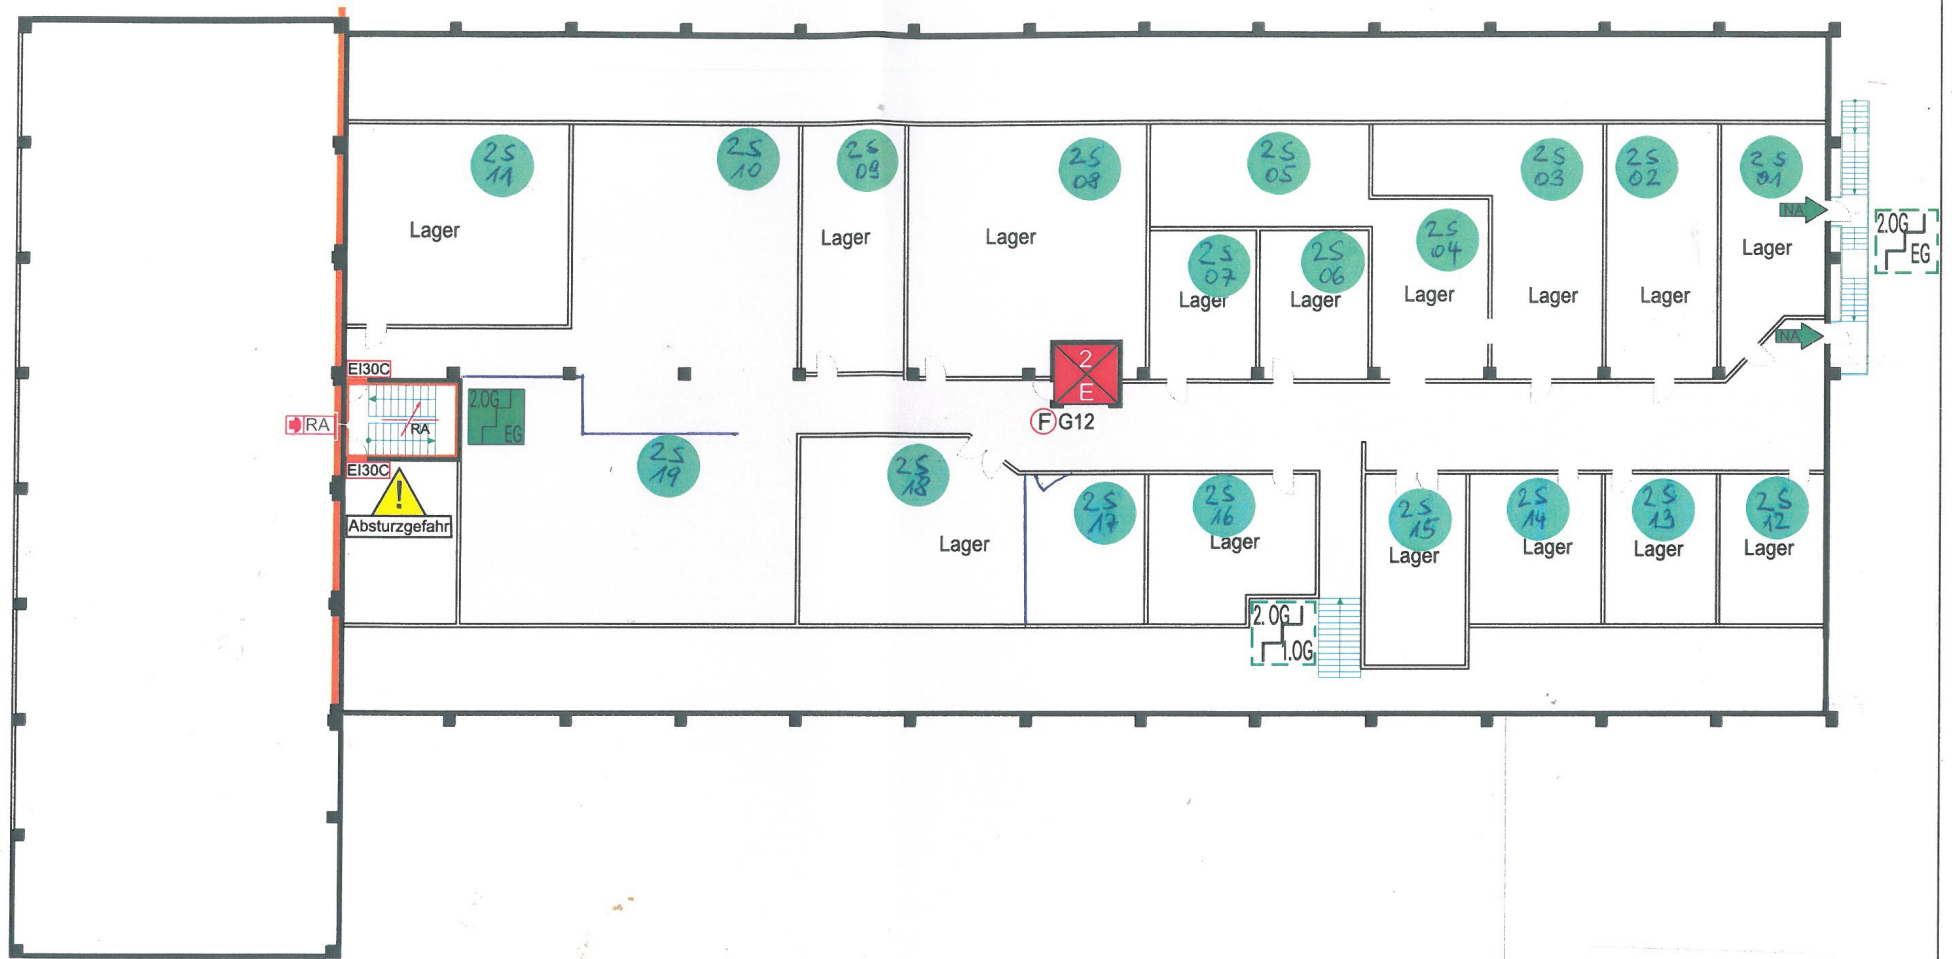 2S
11
2S
10
2S
09
2S
08
2S
05
2S
03
2S
02
2S
01
NA
Lager
Lager
Lager
2S
07
Lager
2S
06
Lager
2S
04
Lager
Lager
Lager
Lager
NA
2.OG
EG
EI30C
RA
RA
EI30C
2.OG
EG
2
E
F G12
!
Absturzgefahr
2S
19
2S
18
Lager
2S
17
2S
16
Lager
2S
15
Lager
2S
14
Lager
2S
13
Lager
2S
12
Lager
2. OG
1.OG